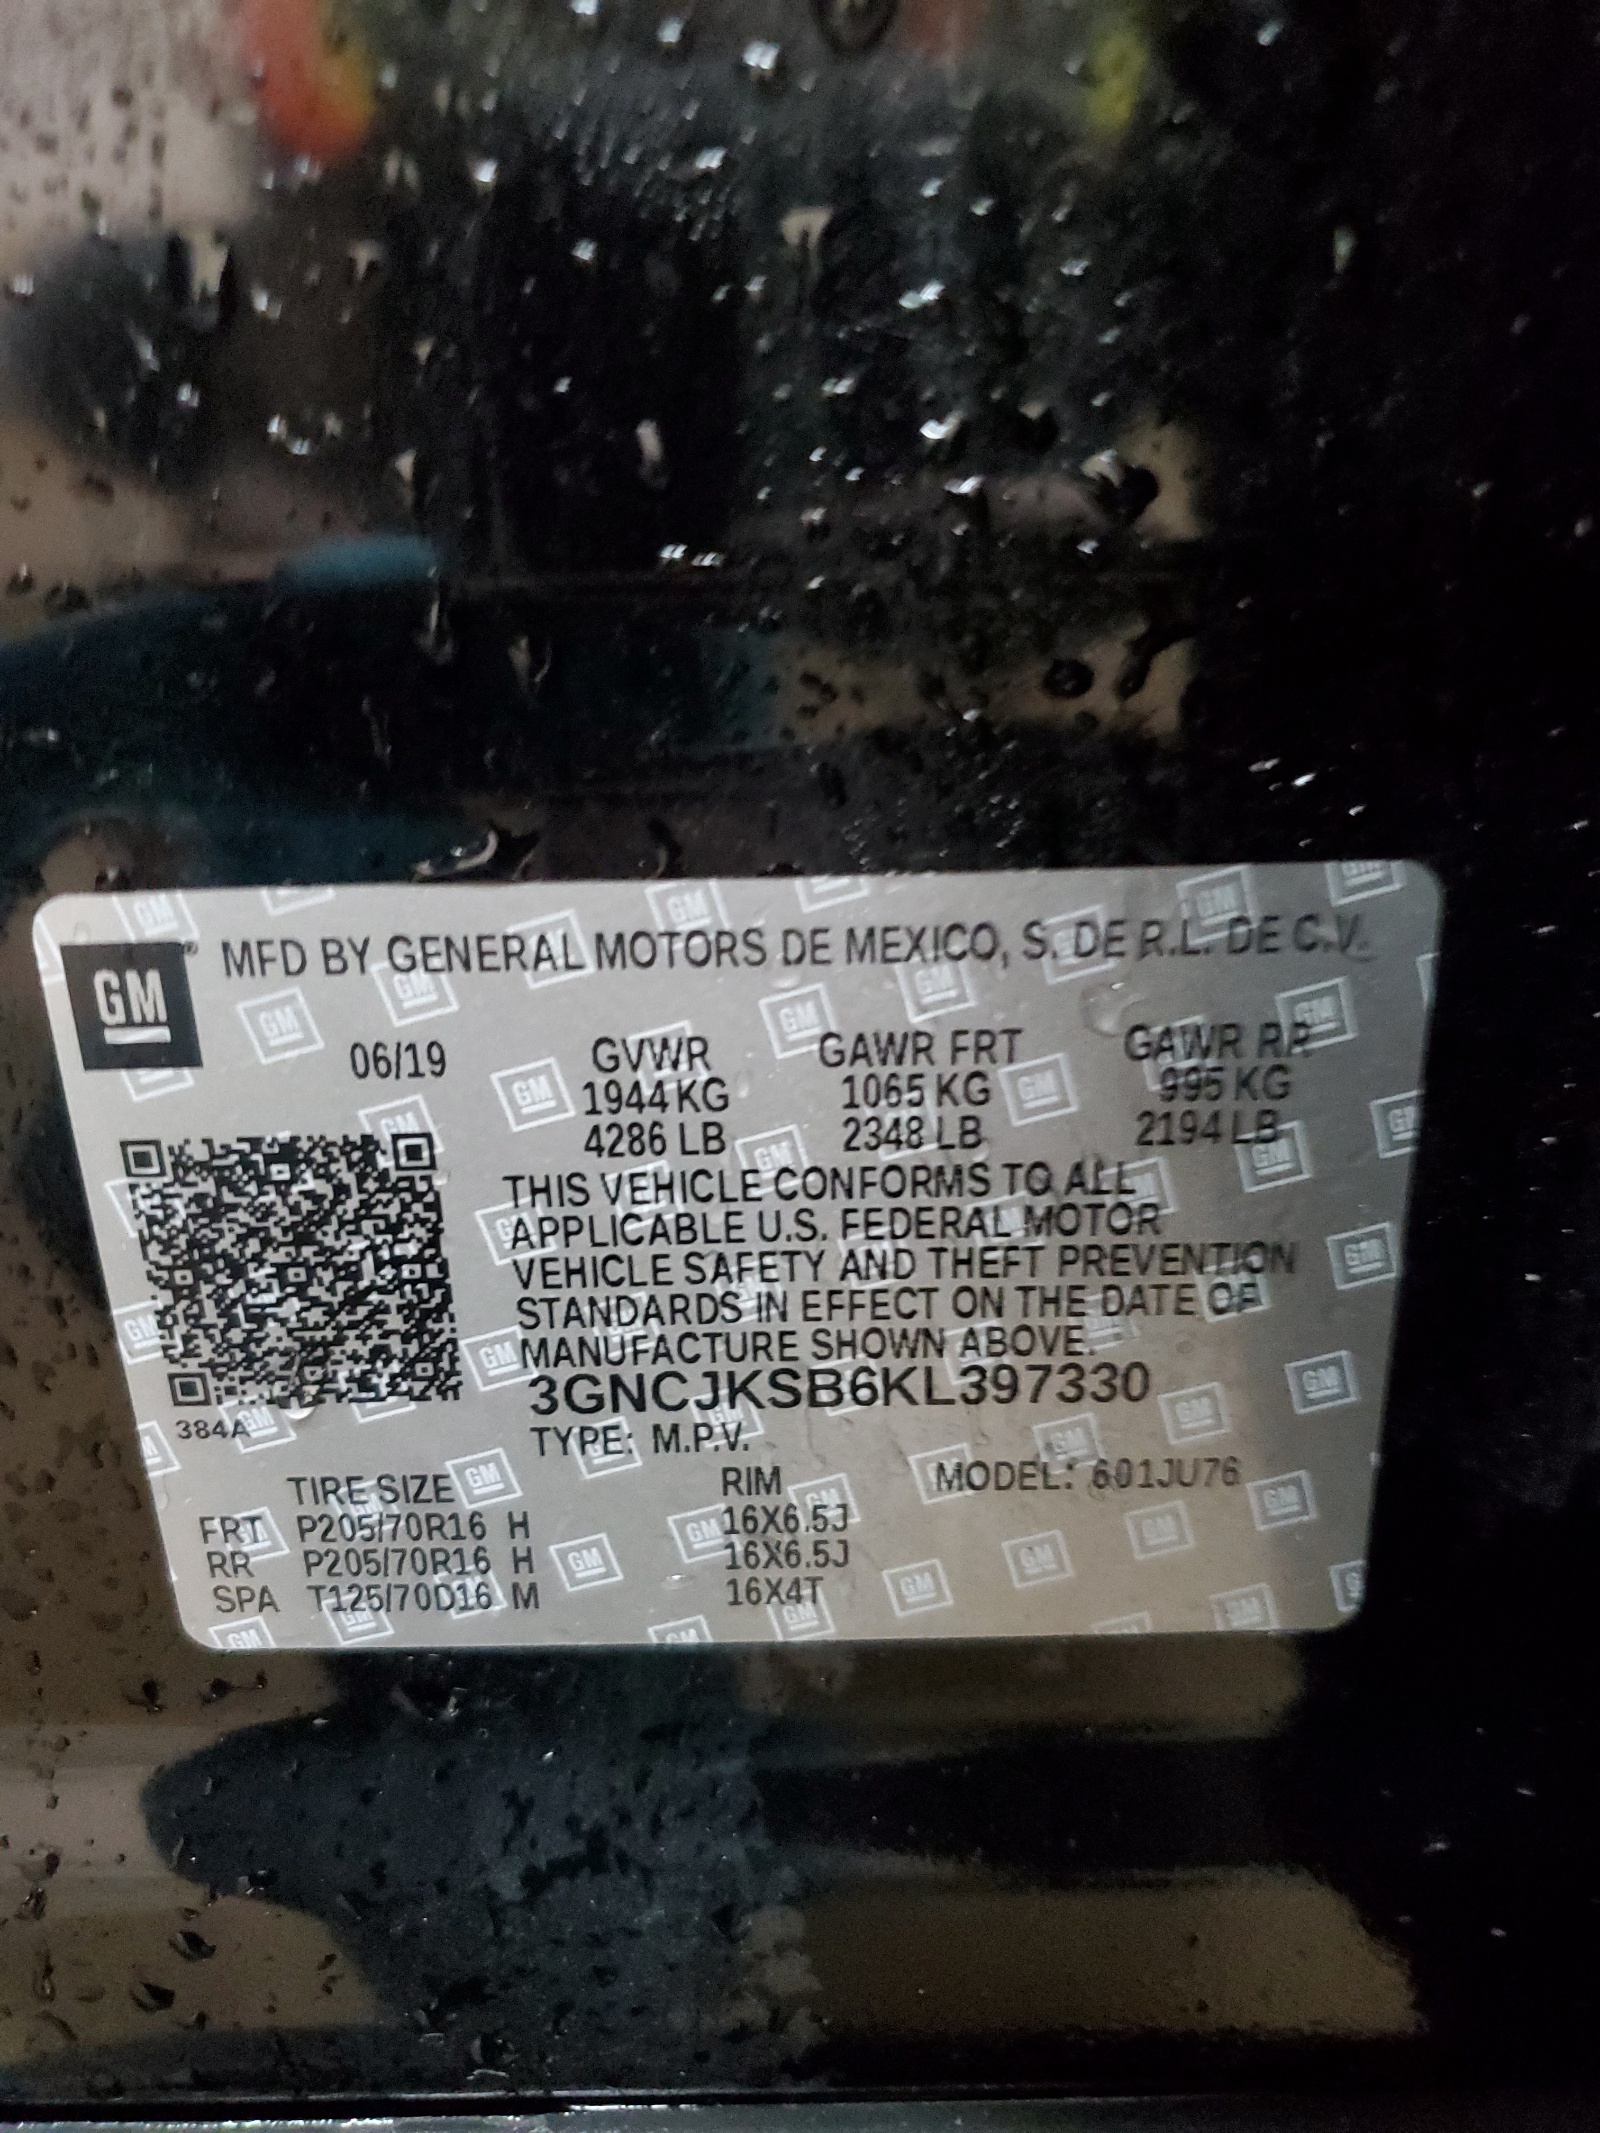 GM
® MFD BY GENERAL MOTORS DE MEXICO, S. DE R.L. DE C.V.
06/19 GVWR GAWR FRT GAWR RR
1944KG 1065 KG 995 KG
4286 LB 2348 LB 2194 LB
THIS VEHICLE CONFORMS TO ALL
APPLICABLE U.S. FEDERAL MOTOR
VEHICLE SAFETY AND THEFT PREVENTION
STANDARDS IN EFFECT ON THE DATE OF
MANUFACTURE SHOWN ABOVE.
3GNCJKSB6KL397330
384A
TYPE: M.P.V.
TIRE SIZE RIM MODEL: 601JU76
FRT P205/70R16 H 16X6.5J
RR P205/70R16 H 16X6.5J
SPA T125/70D16 M 16X4T